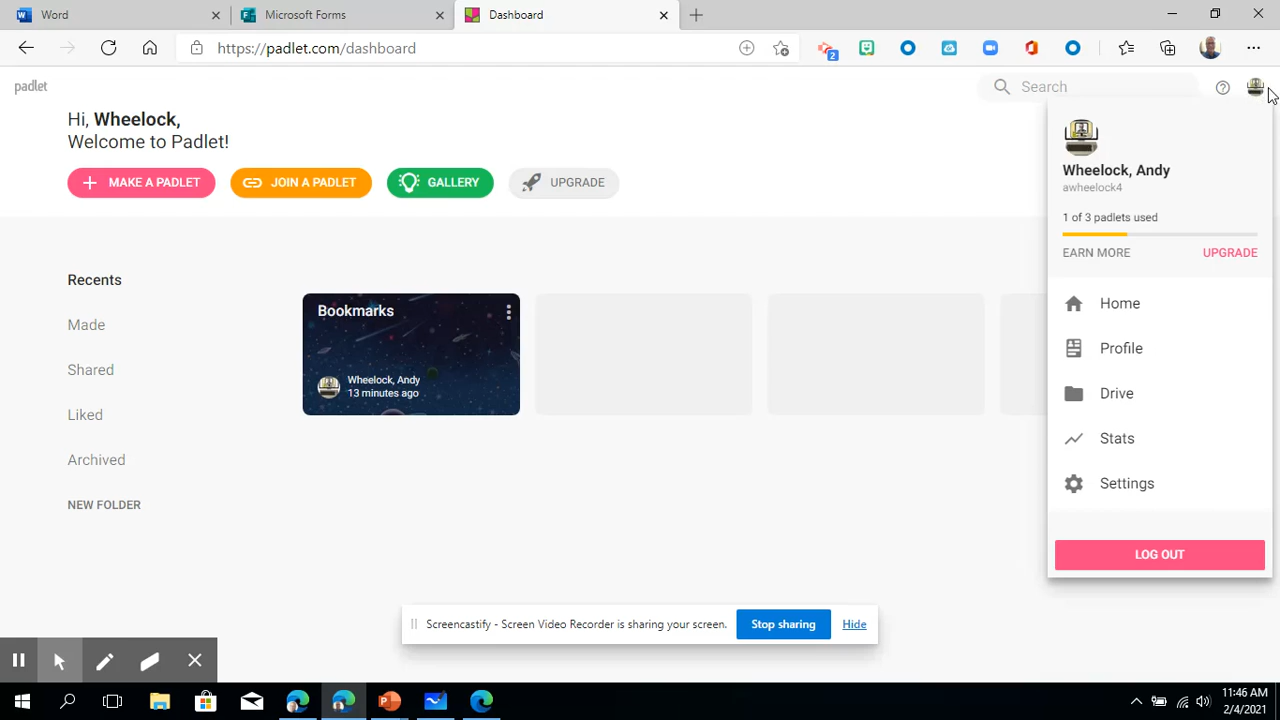 Word
Microsoft Forms
Dashboard
https://padlet.com/dashboard
2
padlet
Search
Hi, Wheelock,
Welcome to Padlet!
MAKE A PADLET
JOIN A PADLET
GALLERY
UPGRADE
Wheelock, Andy
awheelock4
1 of 3 padlets used
EARN MORE
UPGRADE
Home
Profile
Drive
Stats
Settings
LOG OUT
Recents
Made
Shared
Liked
Archived
NEW FOLDER
Bookmarks
Wheelock, Andy
13 minutes ago
Screencastify - Screen Video Recorder is sharing your screen.
Stop sharing
Hide
11:46 AM
2/4/2021